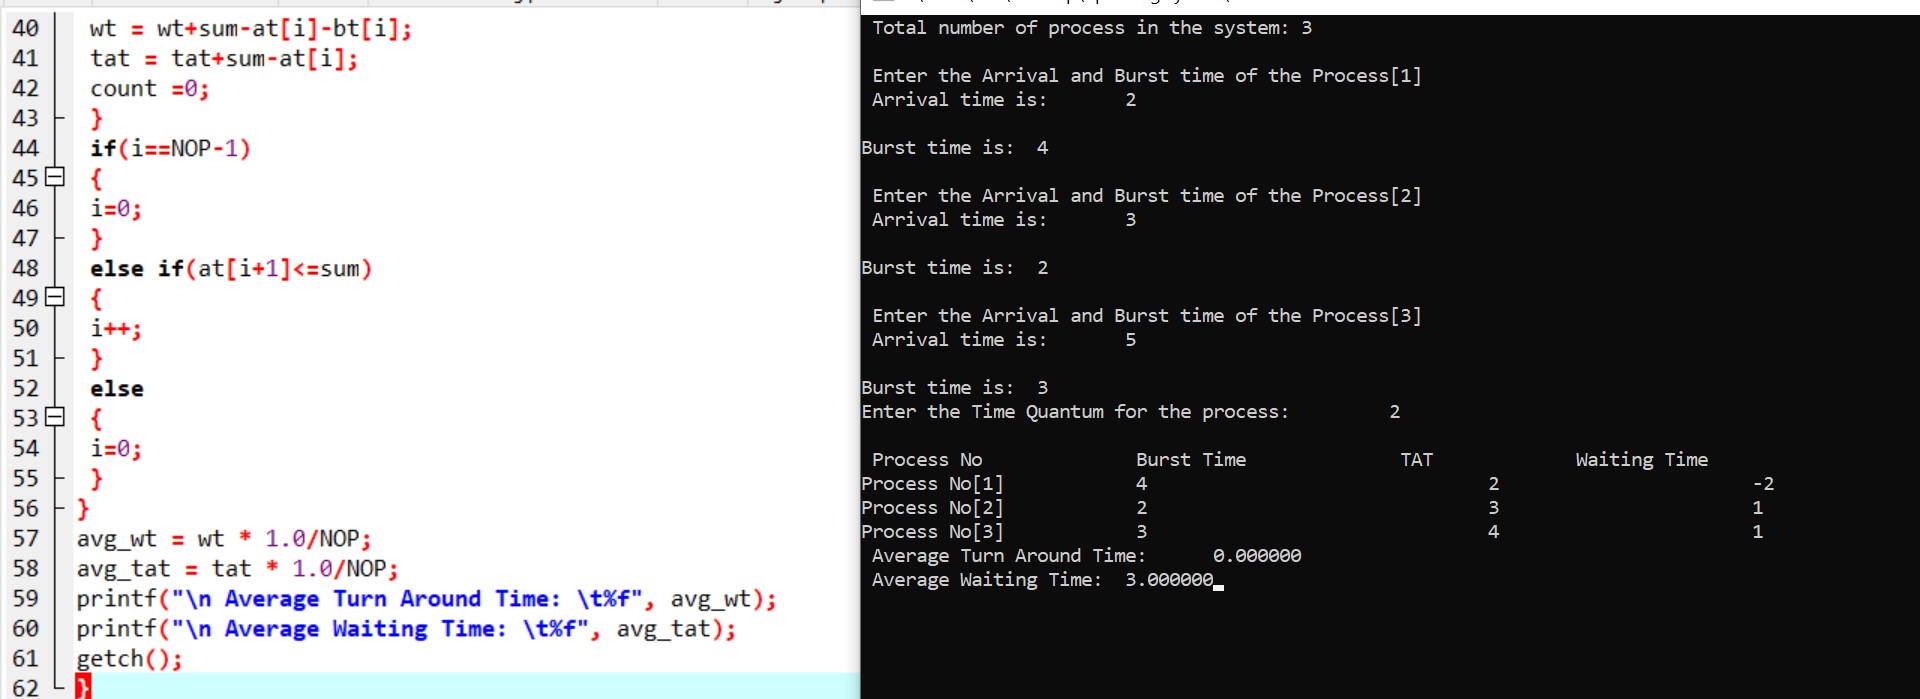 40 wt = wt+sum-at[i]-bt[i];
41 tat = tat+sum-at[i];
42 count =0;
43 }
44 if(i==NOP-1)
45 {
46 i=0;
47 }
48 else if(at[i+1]<=sum)
49 {
50 i++;
51 }
52 else
53 {
54 i=0;
55 }
56 }
57 avg_wt = wt * 1.0/NOP;
58 avg_tat = tat * 1.0/NOP;
59 printf("\n Average Turn Around Time: \t%f", avg_wt);
60 printf("\n Average Waiting Time: \t%f", avg_tat);
61 getch();
62 }
Total number of process in the system: 3
Enter the Arrival and Burst time of the Process[1]
Arrival time is: 2
Burst time is: 4
Enter the Arrival and Burst time of the Process[2]
Arrival time is: 3
Burst time is: 2
Enter the Arrival and Burst time of the Process[3]
Arrival time is: 5
Burst time is: 3
Enter the Time Quantum for the process: 2
Process No Burst Time TAT Waiting Time
Process No[1] 4 2 -2
Process No[2] 2 3 1
Process No[3] 3 4 1
Average Turn Around Time: 0.000000
Average Waiting Time: 3.000000